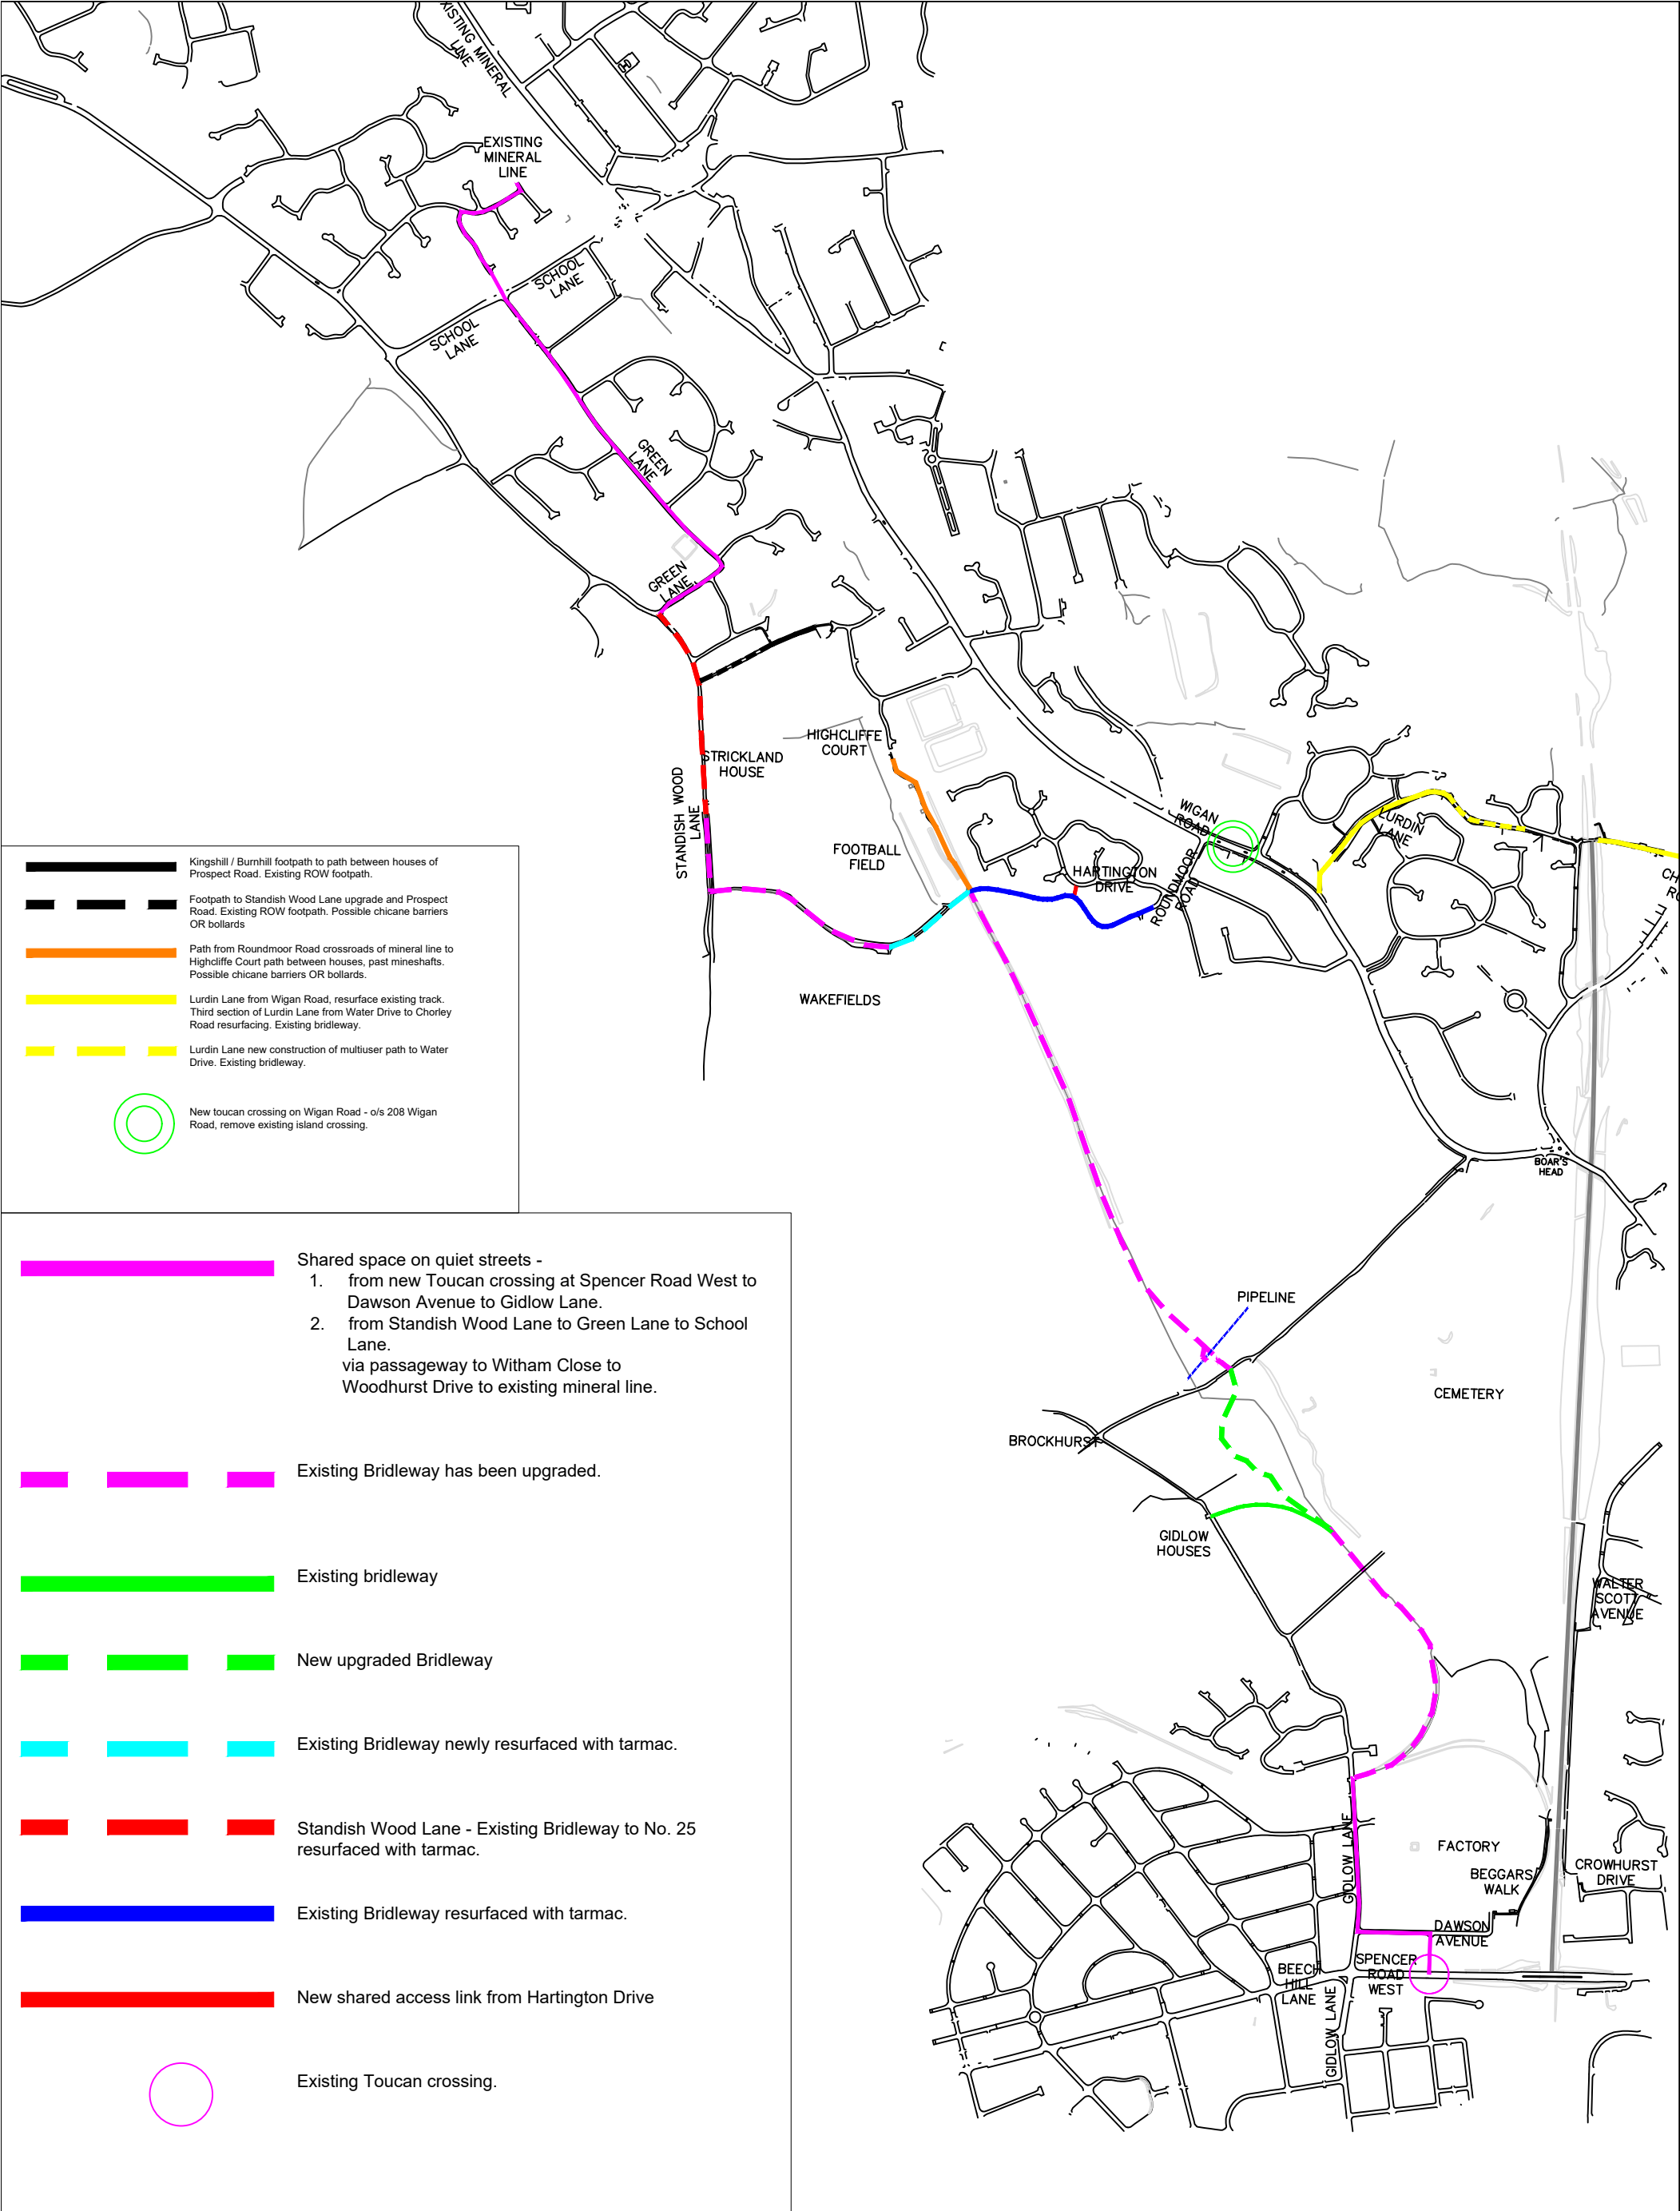 EXISTING MINERAL
LINE
EXISTING
MINERAL
LINE
SCHOOL
LANE
SCHOOL
LANE
GREEN
LANE
GREEN
LANE
STRICKLAND
HOUSE
HIGHCLIFFE
COURT
STANDISH WOOD
LANE
FOOTBALL
FIELD
WIGAN
ROAD
LURDIN
LANE
HARTINGTON
DRIVE
ROUNDMOOR
ROAD
CH
RO
WAKEFIELDS
BOAR'S
HEAD
PIPELINE
CEMETERY
BROCKHURST
GIDLOW
HOUSES
WALTER
SCOTT
AVENUE
GIDLOW LANE
FACTORY
BEGGARS
WALK
CROWHURST
DRIVE
DAWSON
AVENUE
SPENCER
ROAD
WEST
BEECH
HILL
LANE
GIDLOW LANE
Kingshill / Burnhill footpath to path between houses of
Prospect Road. Existing ROW footpath.
Footpath to Standish Wood Lane upgrade and Prospect
Road. Existing ROW footpath. Possible chicane barriers
OR bollards
Path from Roundmoor Road crossroads of mineral line to
Highcliffe Court path between houses, past mineshafts.
Possible chicane barriers OR bollards.
Lurdin Lane from Wigan Road, resurface existing track.
Third section of Lurdin Lane from Water Drive to Chorley
Road resurfacing. Existing bridleway.
Lurdin Lane new construction of multiuser path to Water
Drive. Existing bridleway.
New toucan crossing on Wigan Road - o/s 208 Wigan
Road, remove existing island crossing.
Shared space on quiet streets -
1. from new Toucan crossing at Spencer Road West to
Dawson Avenue to Gidlow Lane.
2. from Standish Wood Lane to Green Lane to School
Lane.
via passageway to Witham Close to
Woodhurst Drive to existing mineral line.
Existing Bridleway has been upgraded.
Existing bridleway
New upgraded Bridleway
Existing Bridleway newly resurfaced with tarmac.
Standish Wood Lane - Existing Bridleway to No. 25
resurfaced with tarmac.
Existing Bridleway resurfaced with tarmac.
New shared access link from Hartington Drive
Existing Toucan crossing.